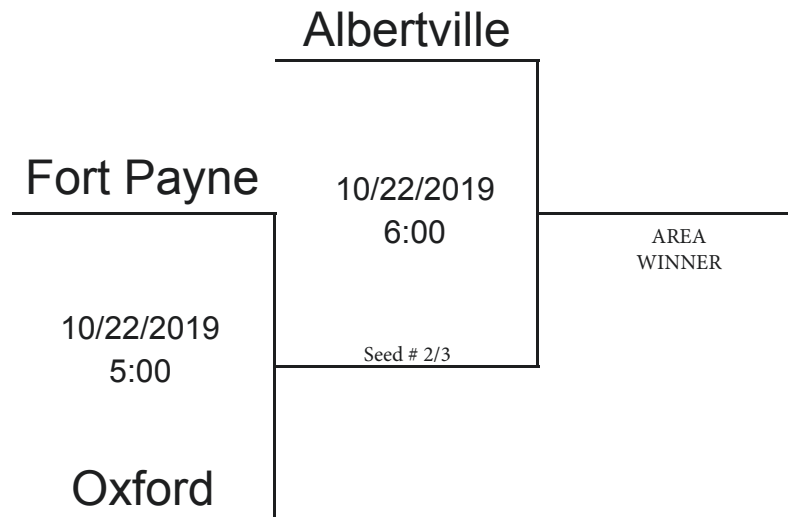 Albertville
Fort Payne
10/22/2019
6:00
AREA
WINNER
10/22/2019
5:00
Seed # 2/3
Oxford